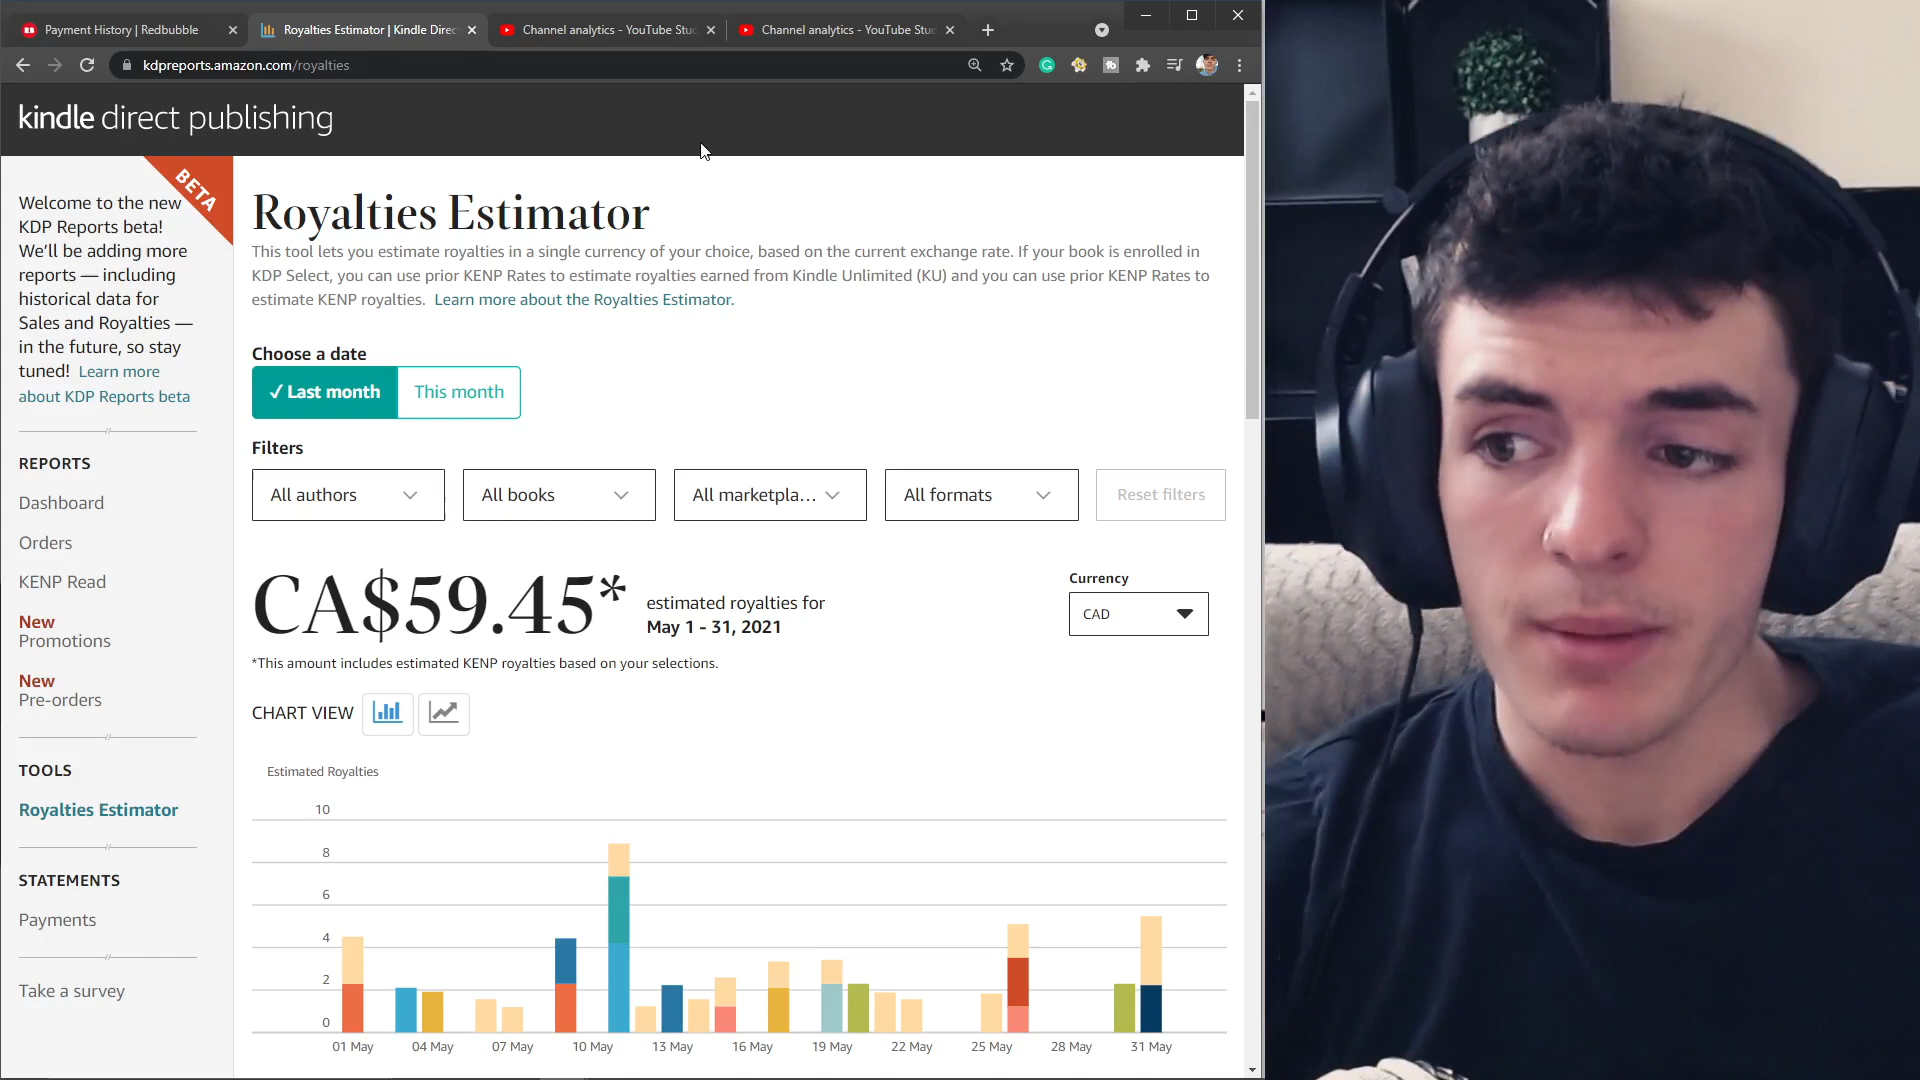 Payment History | Redbubble
Royalties Estimator | Kindle Direc
Channel analytics - YouTube Stu
Channel analytics - YouTube Stu
kdpreports.amazon.com/royalties
kindle direct publishing
BETA
Welcome to the new
KDP Reports beta!
We'll be adding more
reports — including
historical data for
Sales and Royalties —
in the future, so stay
tuned! Learn more
about KDP Reports beta
REPORTS
Dashboard
Orders
KENP Read
New
Promotions
New
Pre-orders
TOOLS
Royalties Estimator
STATEMENTS
Payments
Take a survey
Royalties Estimator
This tool lets you estimate royalties in a single currency of your choice, based on the current exchange rate. If your book is enrolled in
KDP Select, you can use prior KENP Rates to estimate royalties earned from Kindle Unlimited (KU) and you can use prior KENP Rates to
estimate KENP royalties. Learn more about the Royalties Estimator.
Choose a date
✓ Last month This month
Filters
All authors All books All marketpla... All formats Reset filters
CA$59.45*
estimated royalties for
May 1 - 31, 2021
Currency
CAD
*This amount includes estimated KENP royalties based on your selections.
CHART VIEW
Estimated Royalties
10
8
6
4
2
0
01 May 04 May 07 May 10 May 13 May 16 May 19 May 22 May 25 May 28 May 31 May